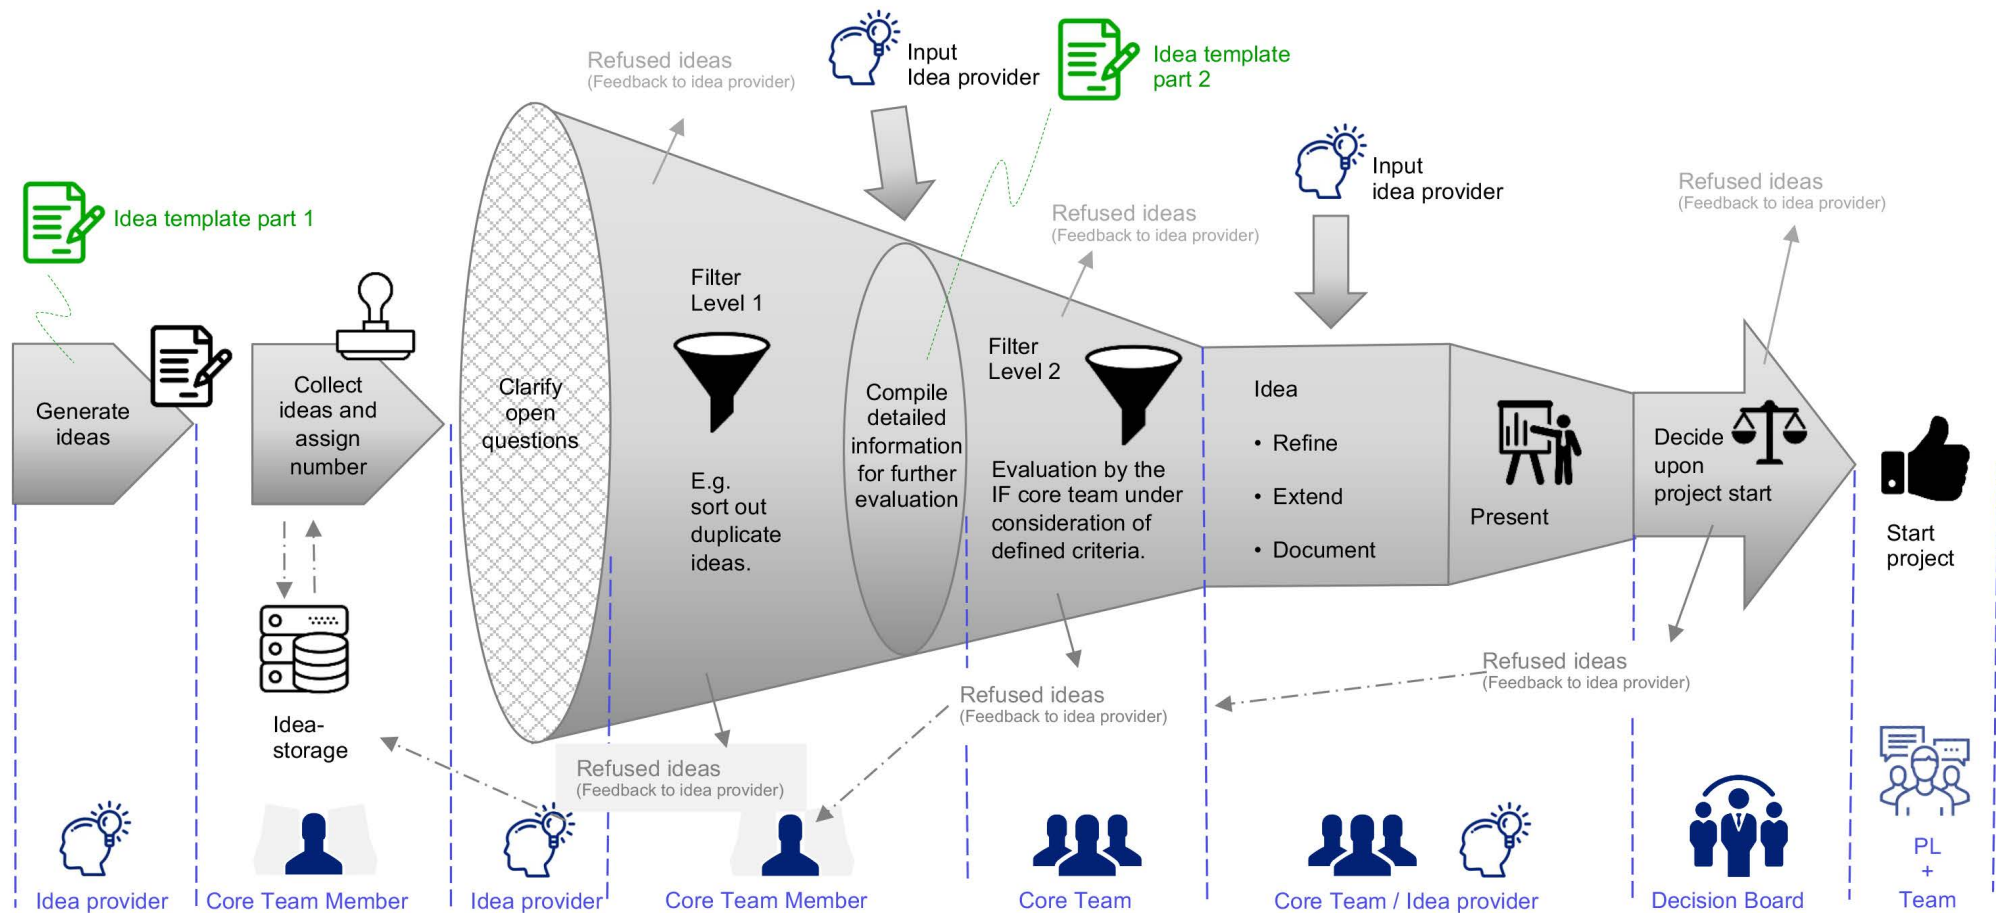 Refused ideas
(Feedback to idea provider)
Input
Idea provider
Idea template
part 2
Input
idea provider
Refused ideas
(Feedback to idea provider)
Refused ideas
(Feedback to idea provider)
Idea template part 1
Generate
ideas
Collect
ideas and
assign
number
Clarify
open
questions
Filter
Level 1
E.g.
sort out
duplicate
ideas.
Compile
detailed
information
for further
evaluation
Filter
Level 2
Evaluation by the
IF core team under
consideration of
defined criteria.
Idea
• Refine
• Extend
• Document
Present
Decide
upon
project start
Start
project
Idea-
storage
Refused ideas
(Feedback to idea provider)
Refused ideas
(Feedback to idea provider)
Refused ideas
(Feedback to idea provider)
Idea provider
Core Team Member
Idea provider
Core Team Member
Core Team
Core Team / Idea provider
Decision Board
PL
+
Team